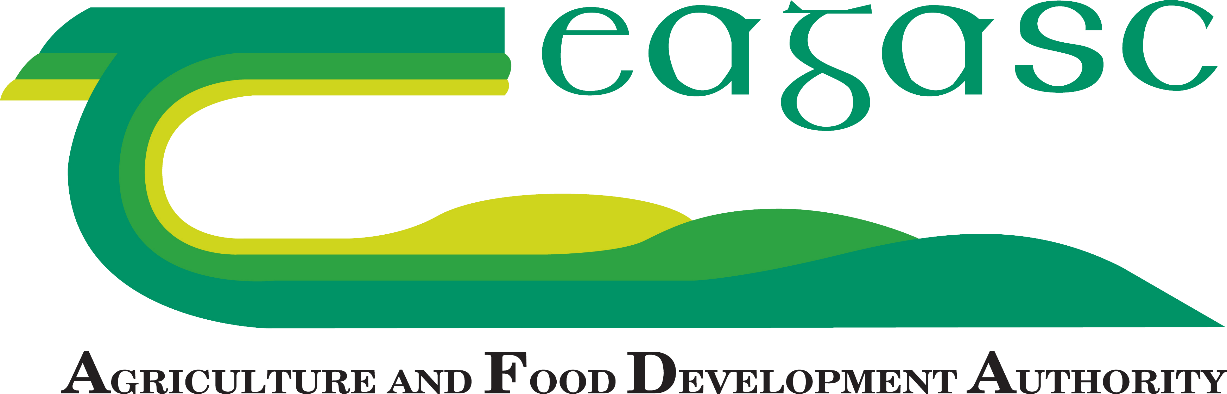 Teagasc
AGRICULTURE AND FOOD DEVELOPMENT AUTHORITY